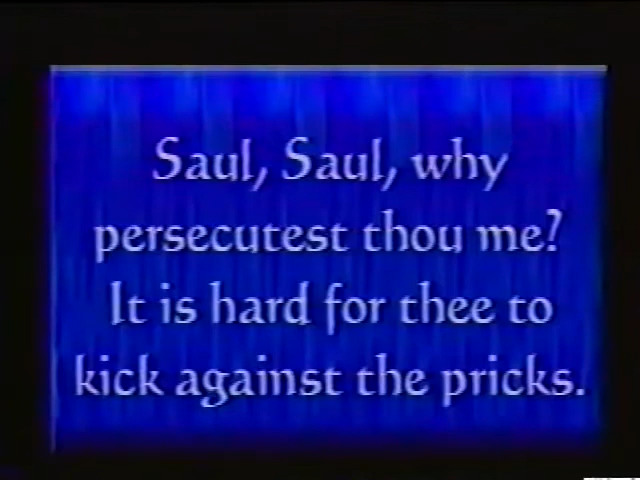 Saul, Saul, why
persecutest thou me?
It is hard for thee to
kick against the pricks.